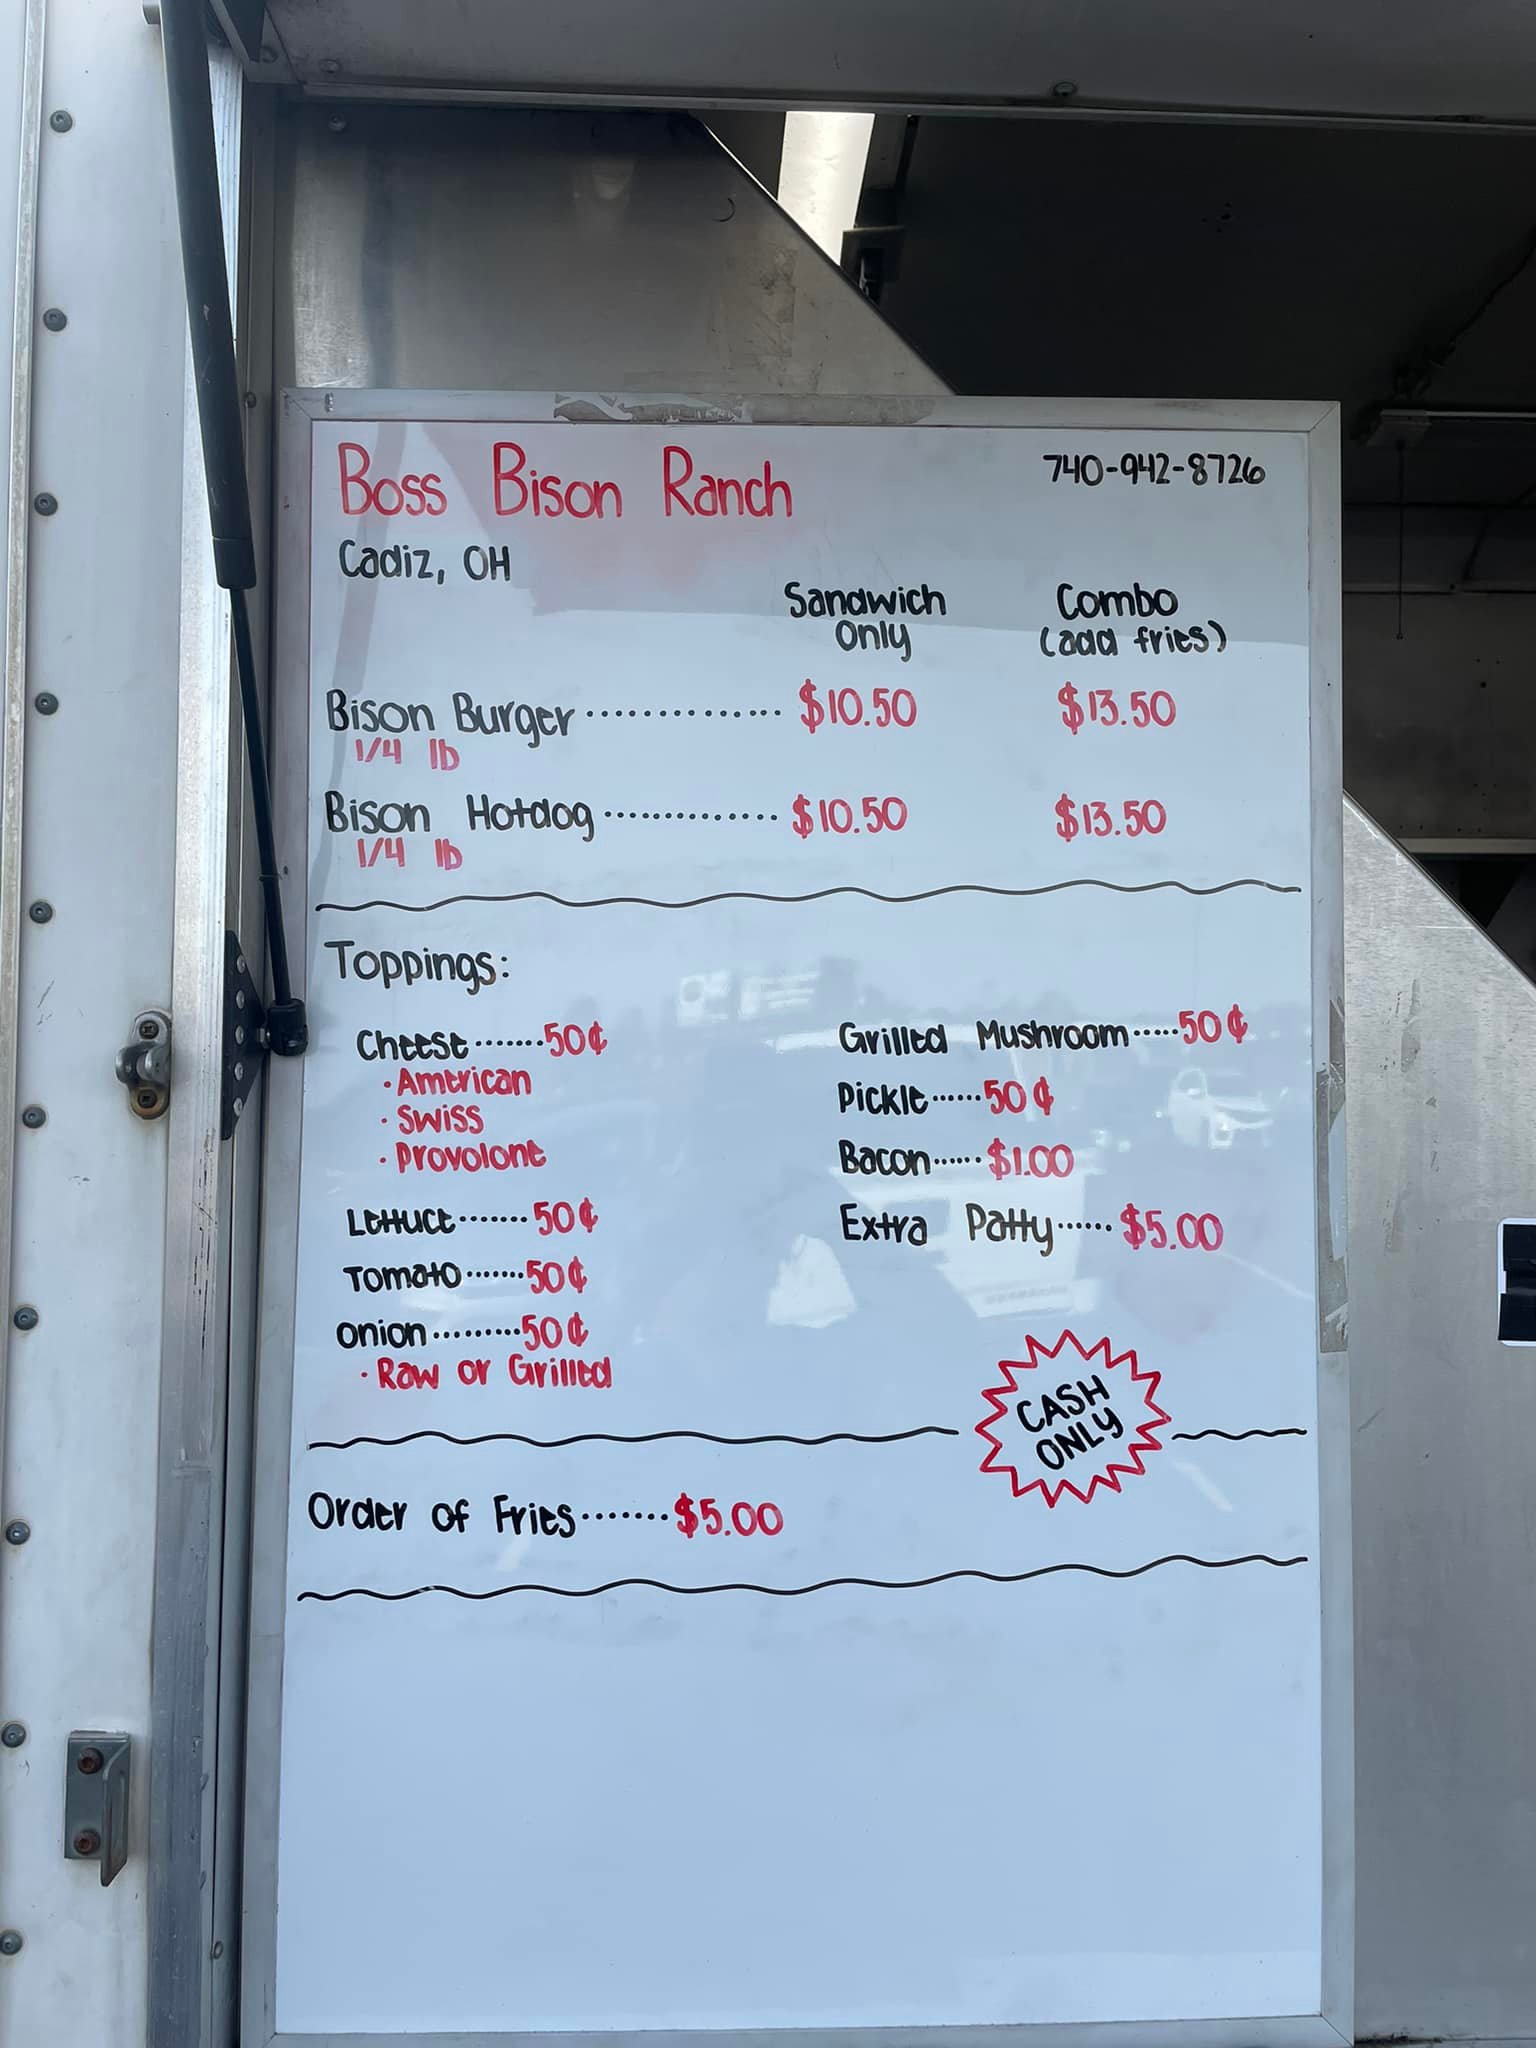 Boss Bison Ranch 740-942-8726
Cadiz, OH
Sandwich Only
Combo (add fries)
Bison Burger .............. $10.50 $13.50
1/4 lb
Bison Hotdog ............. $10.50 $13.50
1/4 lb
Toppings:
Cheese.......50¢
• American
• Swiss
• Provolone
Lettuce.......50¢
Tomato.......50¢
Onion.........50¢
• Raw or Grilled
Grilled Mushroom.....50¢
Pickle......50¢
Bacon......$1.00
Extra Patty......$5.00
CASH
ONLY
Order of Fries.......$5.00